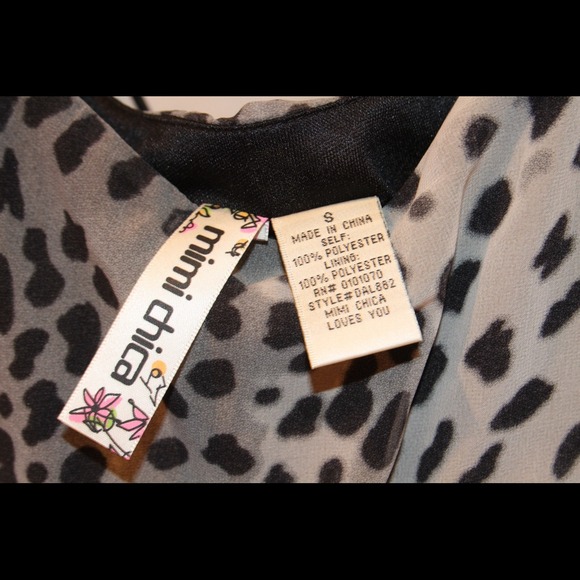 mimi chica
S
MADE IN CHINA
SELF:
100% POLYESTER
LINING:
100% POLYESTER
RN# 0101070
STYLE#DAL882
MIMI CHICA
LOVES YOU